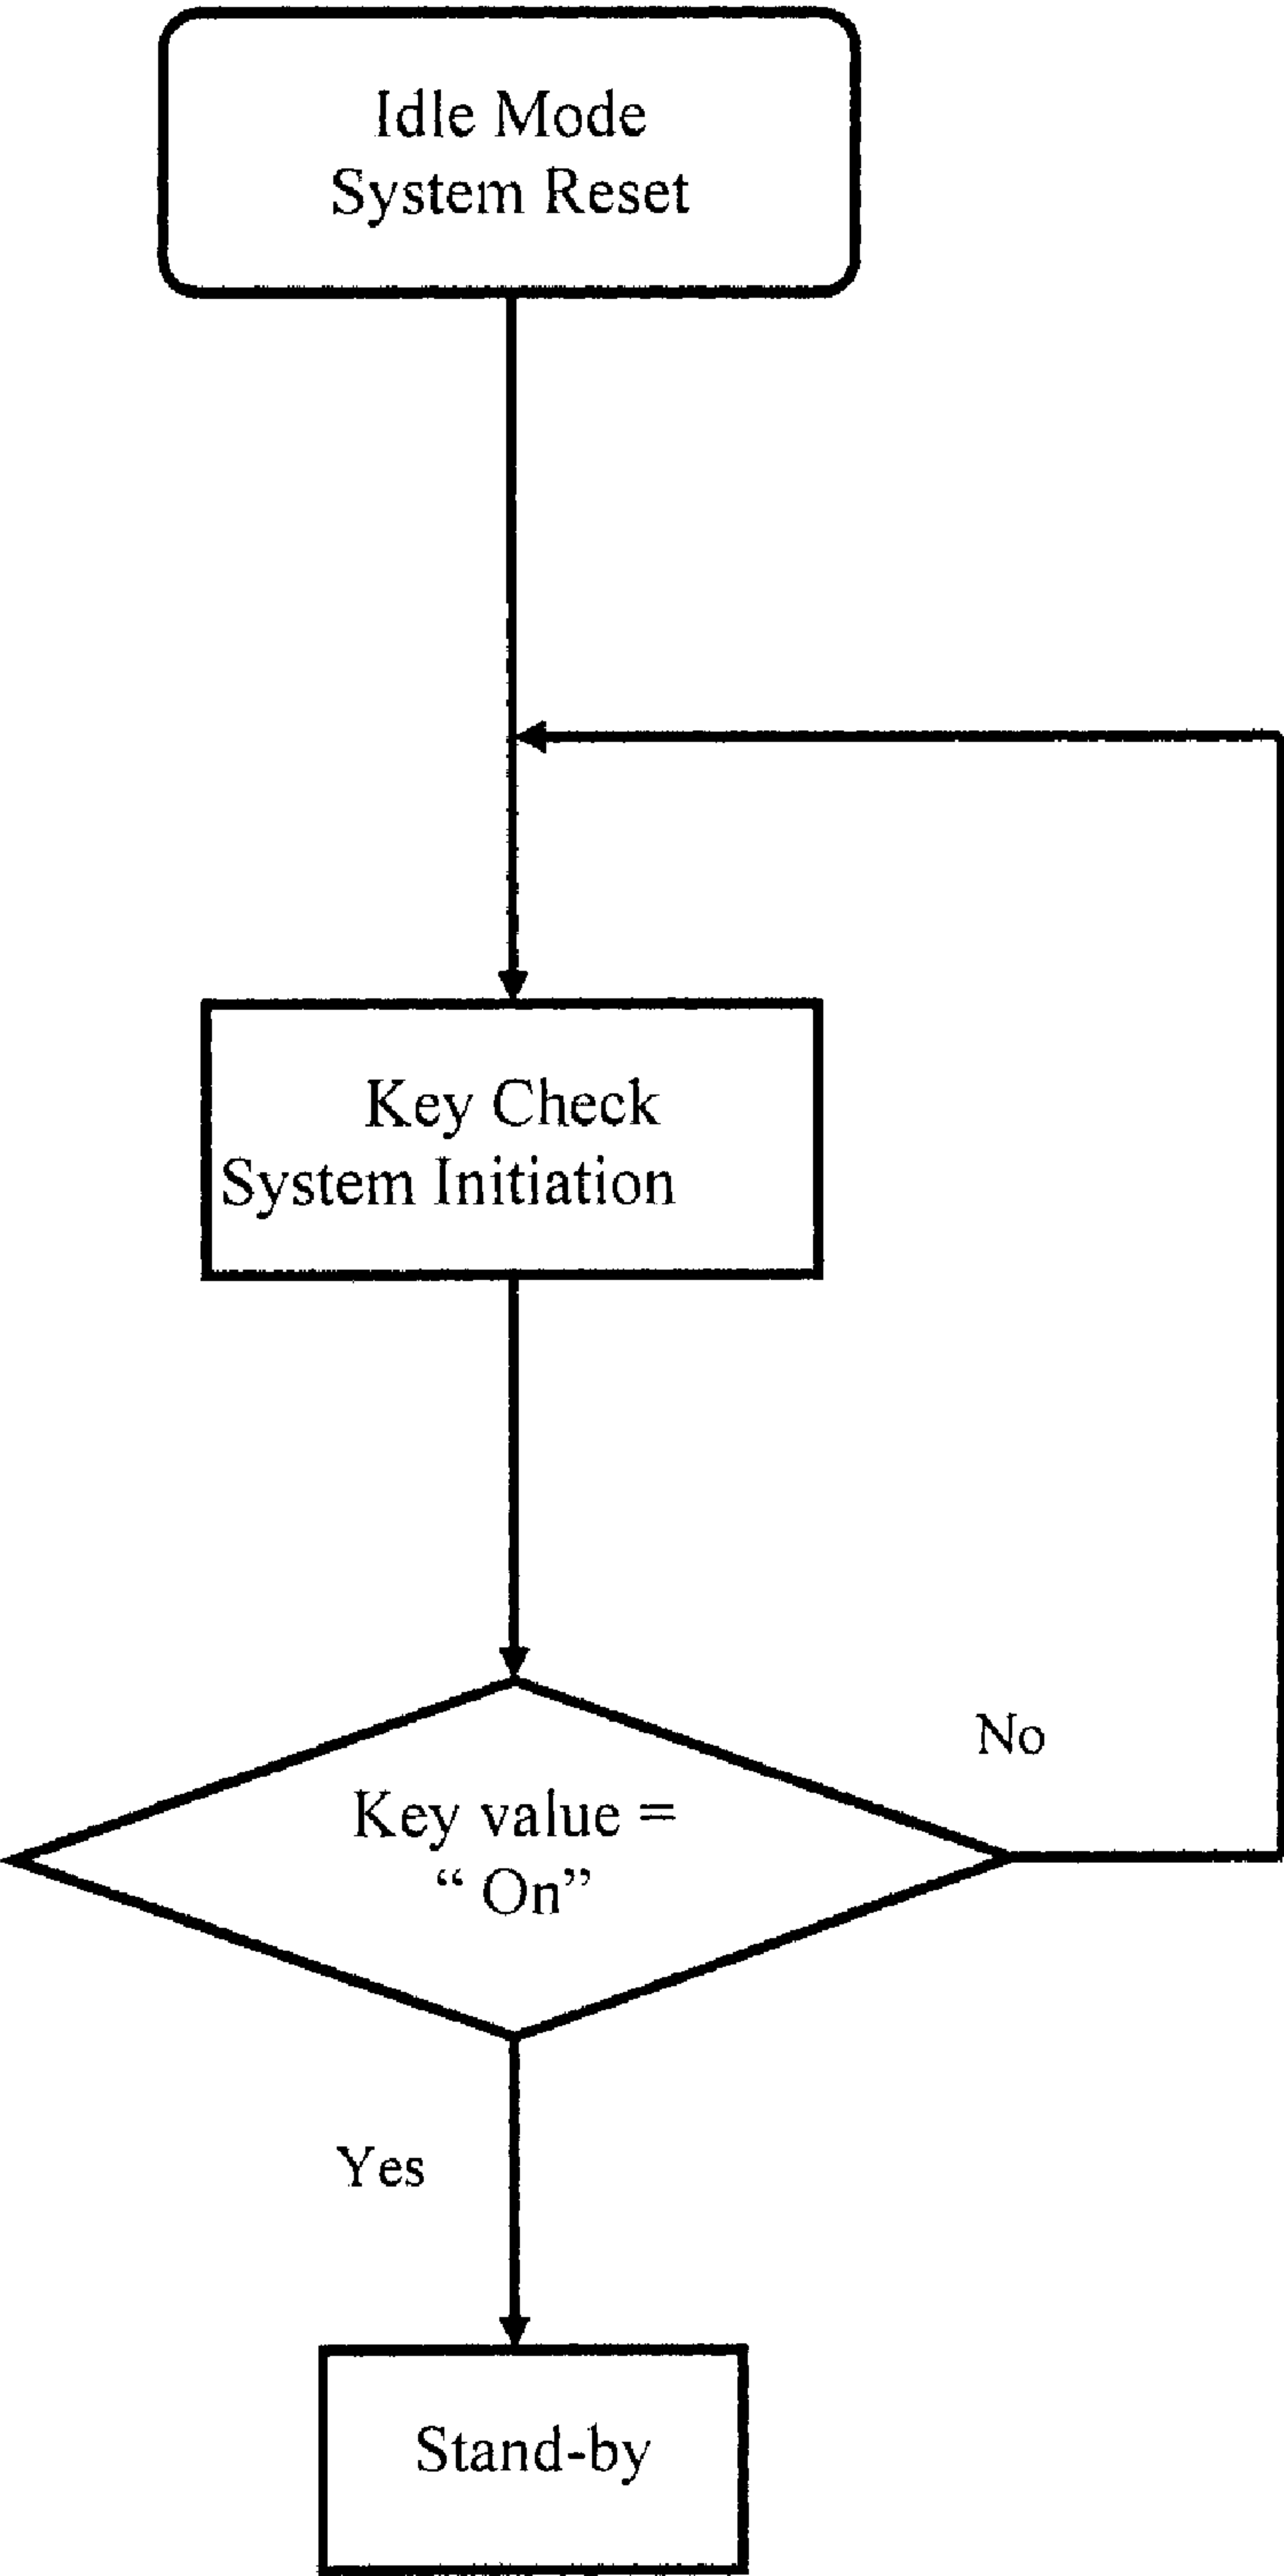 Idle Mode
System Reset
Key Check
System Initiation
No
Key value =
“ On”
Yes
Stand-by